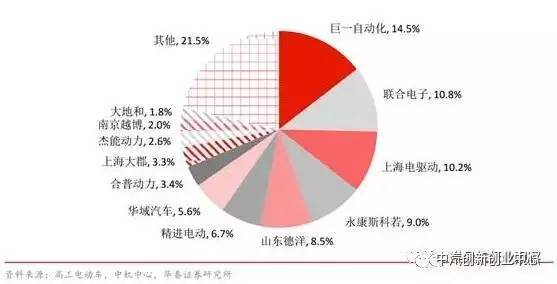 巨一自动化, 14.5%
联合电子, 10.8%
上海电驱动, 10.2%
永康斯科若, 9.0%
山东德洋, 8.5%
精进电动, 6.7%
华域汽车, 5.6%
合普动力, 3.4%
上海大郡, 3.3%
杰能动力, 2.6%
南京越博, 2.0%
大地和, 1.8%
其他, 21.5%
资料来源：高工电动车，中机中心，华泰证券研究所
中汽创新创业中心